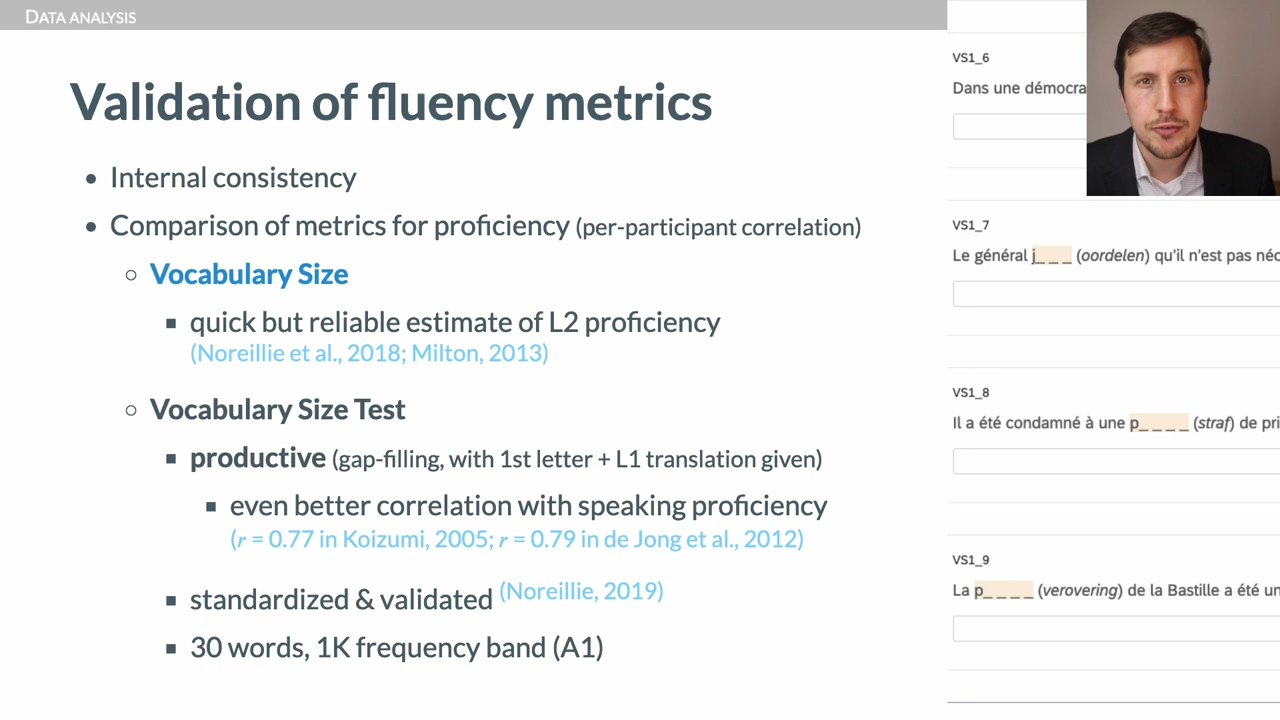 DATA ANALYSIS
Validation of fluency metrics
• Internal consistency
• Comparison of metrics for proficiency (per-participant correlation)
○ Vocabulary Size
▪ quick but reliable estimate of L2 proficiency
(Noreillie et al., 2018; Milton, 2013)
○ Vocabulary Size Test
▪ productive (gap-filling, with 1st letter + L1 translation given)
▪ even better correlation with speaking proficiency
(r = 0.77 in Koizumi, 2005; r = 0.79 in de Jong et al., 2012)
▪ standardized & validated (Noreillie, 2019)
▪ 30 words, 1K frequency band (A1)
VS1_6
Dans une démocra
VS1_7
Le général j_ _ _ (oordelen) qu'il n'est pas néc
VS1_8
Il a été condamné à une p_ _ _ _ (straf) de pri
VS1_9
La p_ _ _ _ (verovering) de la Bastille a été un